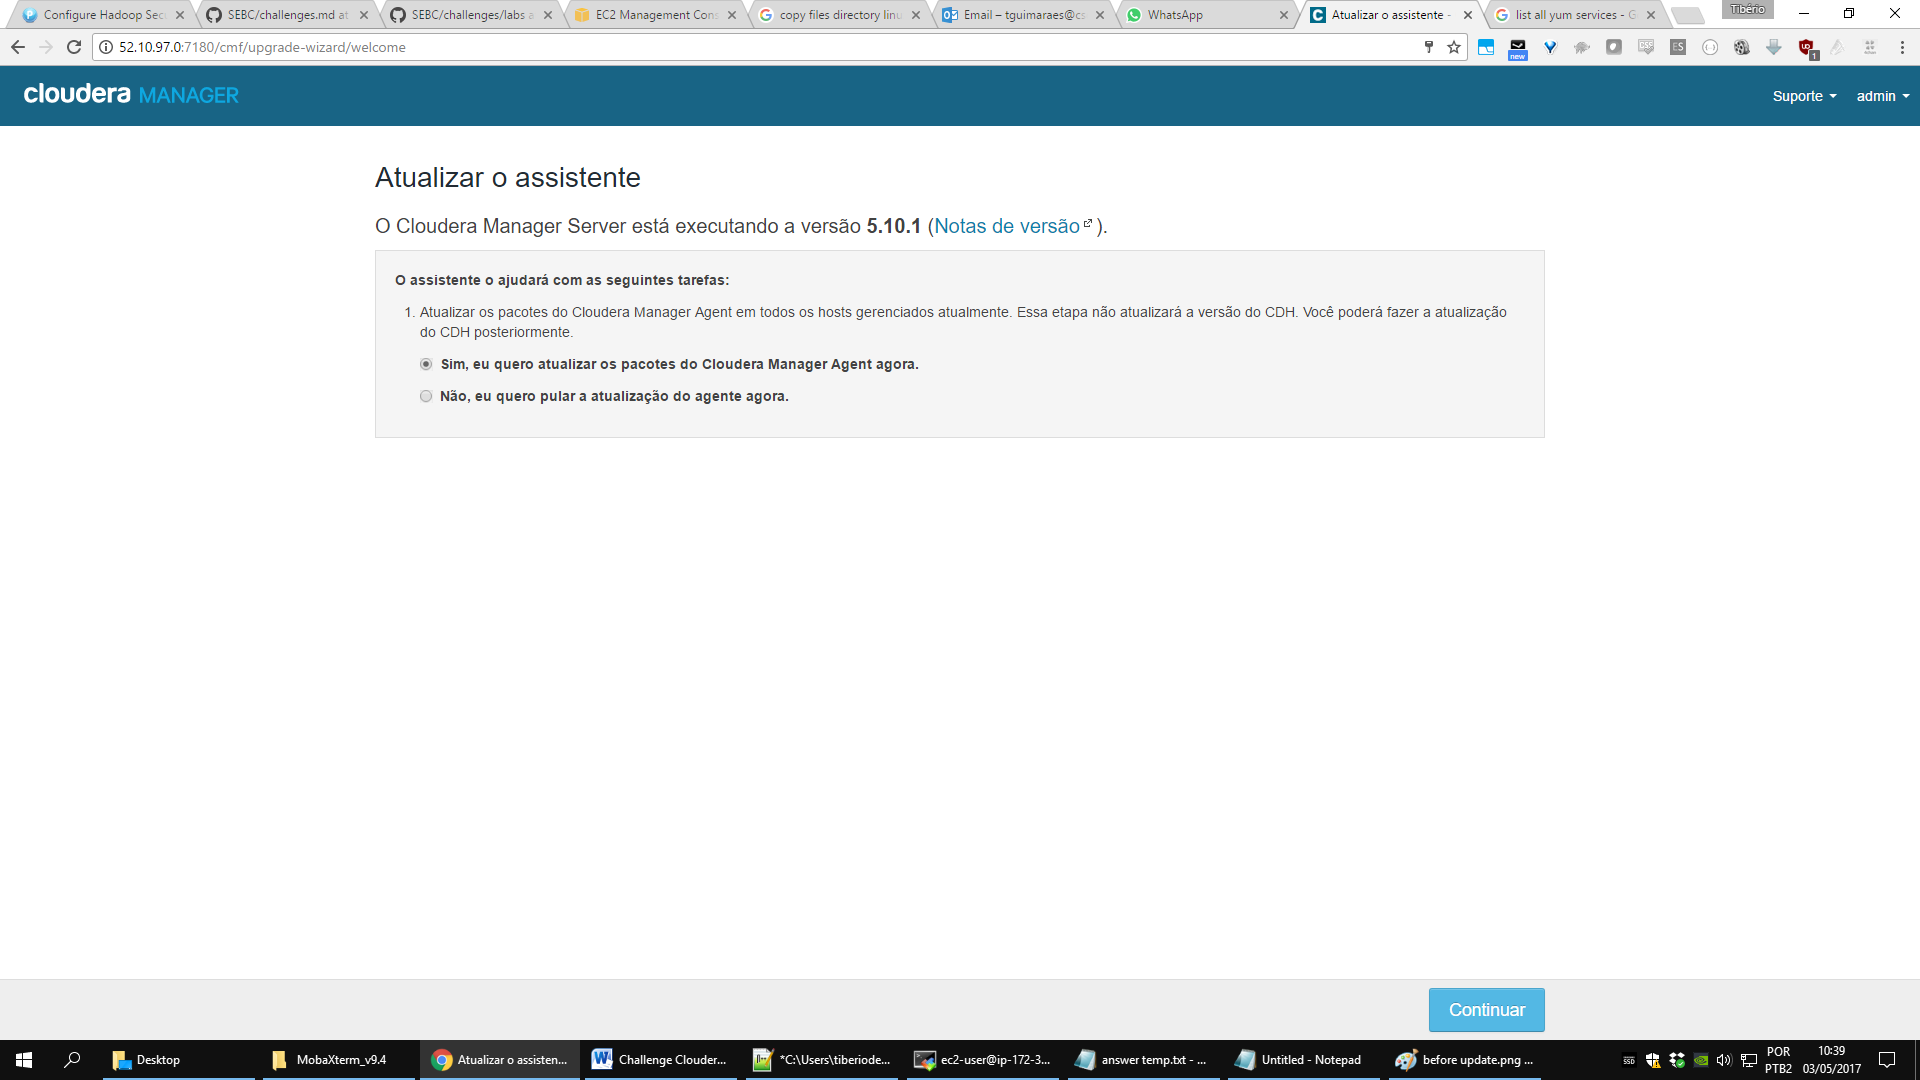 Configure Hadoop Sec
SEBC/challenges.md at
SEBC/challenges/labs a
EC2 Management Cons
copy files directory linu
Email – tguimaraes@cs
WhatsApp
Atualizar o assistente -
list all yum services - G
Tibério
52.10.97.0:7180/cmf/upgrade-wizard/welcome
new
CSS
ES
1
cloudera MANAGER
Suporte
admin
Atualizar o assistente
O Cloudera Manager Server está executando a versão 5.10.1 (Notas de versão).
O assistente o ajudará com as seguintes tarefas:
1. Atualizar os pacotes do Cloudera Manager Agent em todos os hosts gerenciados atualmente. Essa etapa não atualizará a versão do CDH. Você poderá fazer a atualização
do CDH posteriormente.
Sim, eu quero atualizar os pacotes do Cloudera Manager Agent agora.
Não, eu quero pular a atualização do agente agora.
Continuar
Desktop
MobaXterm_v9.4
Atualizar o assisten...
Challenge Clouder...
*C:\Users\tiberiode...
ec2-user@ip-172-3...
answer temp.txt - ...
Untitled - Notepad
before update.png ...
SSD
POR
PTB2
10:39
03/05/2017